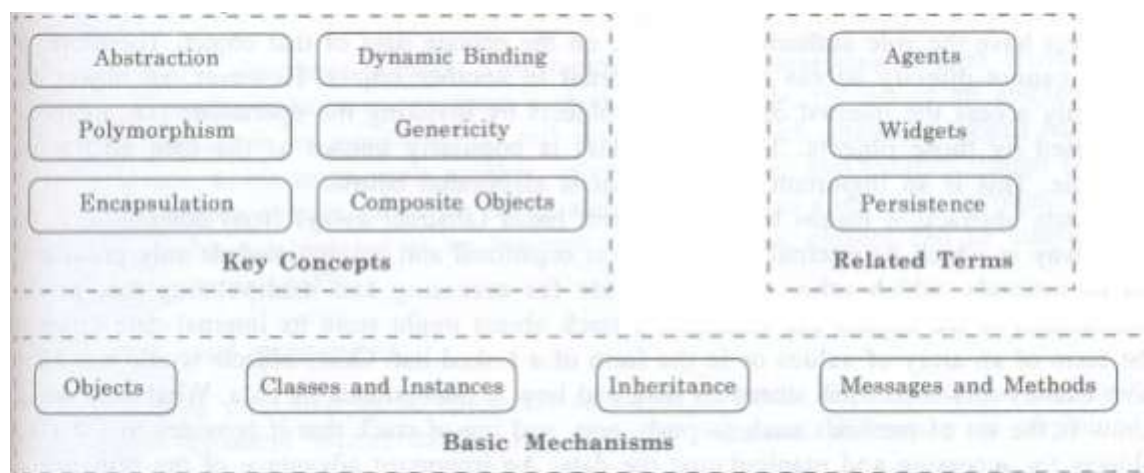 Abstraction
Dynamic Binding
Agents
Polymorphism
Genericity
Widgets
Encapsulation
Composite Objects
Persistence
Key Concepts
Related Terms
Objects
Classes and Instances
Inheritance
Messages and Methods
Basic Mechanisms